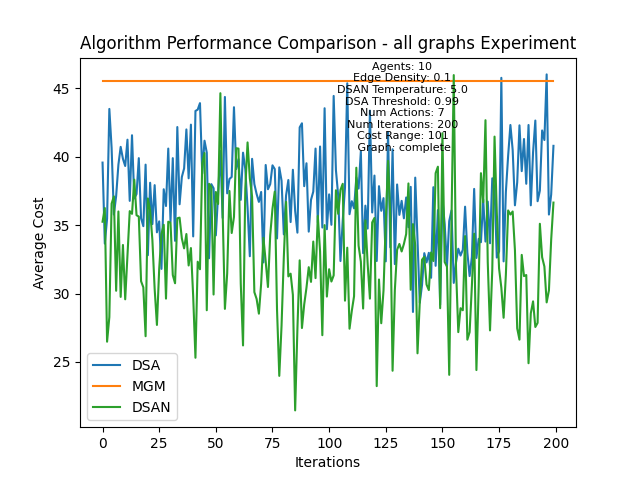 Algorithm Performance Comparison - all graphs Experiment
Agents: 10
Edge Density: 0.1
DSAN Temperature: 5.0
DSA Threshold: 0.99
Num Actions: 7
Num Iterations: 200
Cost Range: 101
Graph: complete
45
40
35
30
25
Average Cost
DSA
MGM
DSAN
0
25
50
75
100
125
150
175
200
Iterations